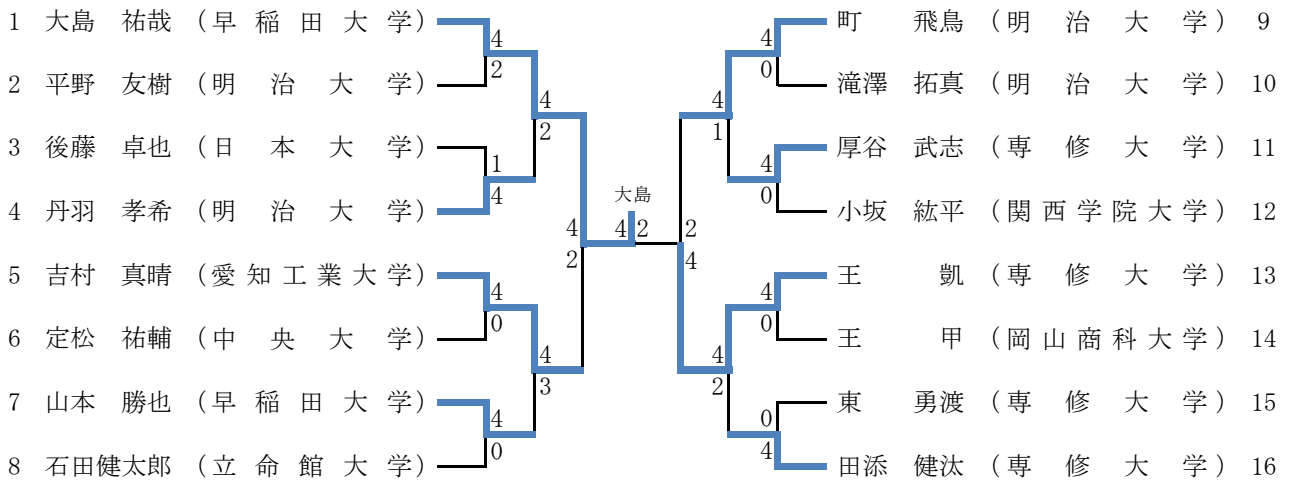 1 大島 祐哉 (早稲田大学)
4
2
2 平野 友樹 (明治大学)
4
2
3 後藤 卓也 (日本大学)
1
4
4 丹羽 孝希 (明治大学)
4
2
5 吉村 真晴 (愛知工業大学)
4
0
6 定松 祐輔 (中央大学)
4
3
7 山本 勝也 (早稲田大学)
4
0
8 石田健太郎 (立命館大学)
大島
4 2
町 飛鳥 (明治大学) 9
4
0
滝澤 拓真 (明治大学) 10
4
1
厚谷 武志 (専修大学) 11
4
0
小坂 紘平 (関西学院大学) 12
2
4
王 凱 (専修大学) 13
4
0
王 甲 (岡山商科大学) 14
4
2
東 勇渡 (専修大学) 15
0
4
田添 健汰 (専修大学) 16